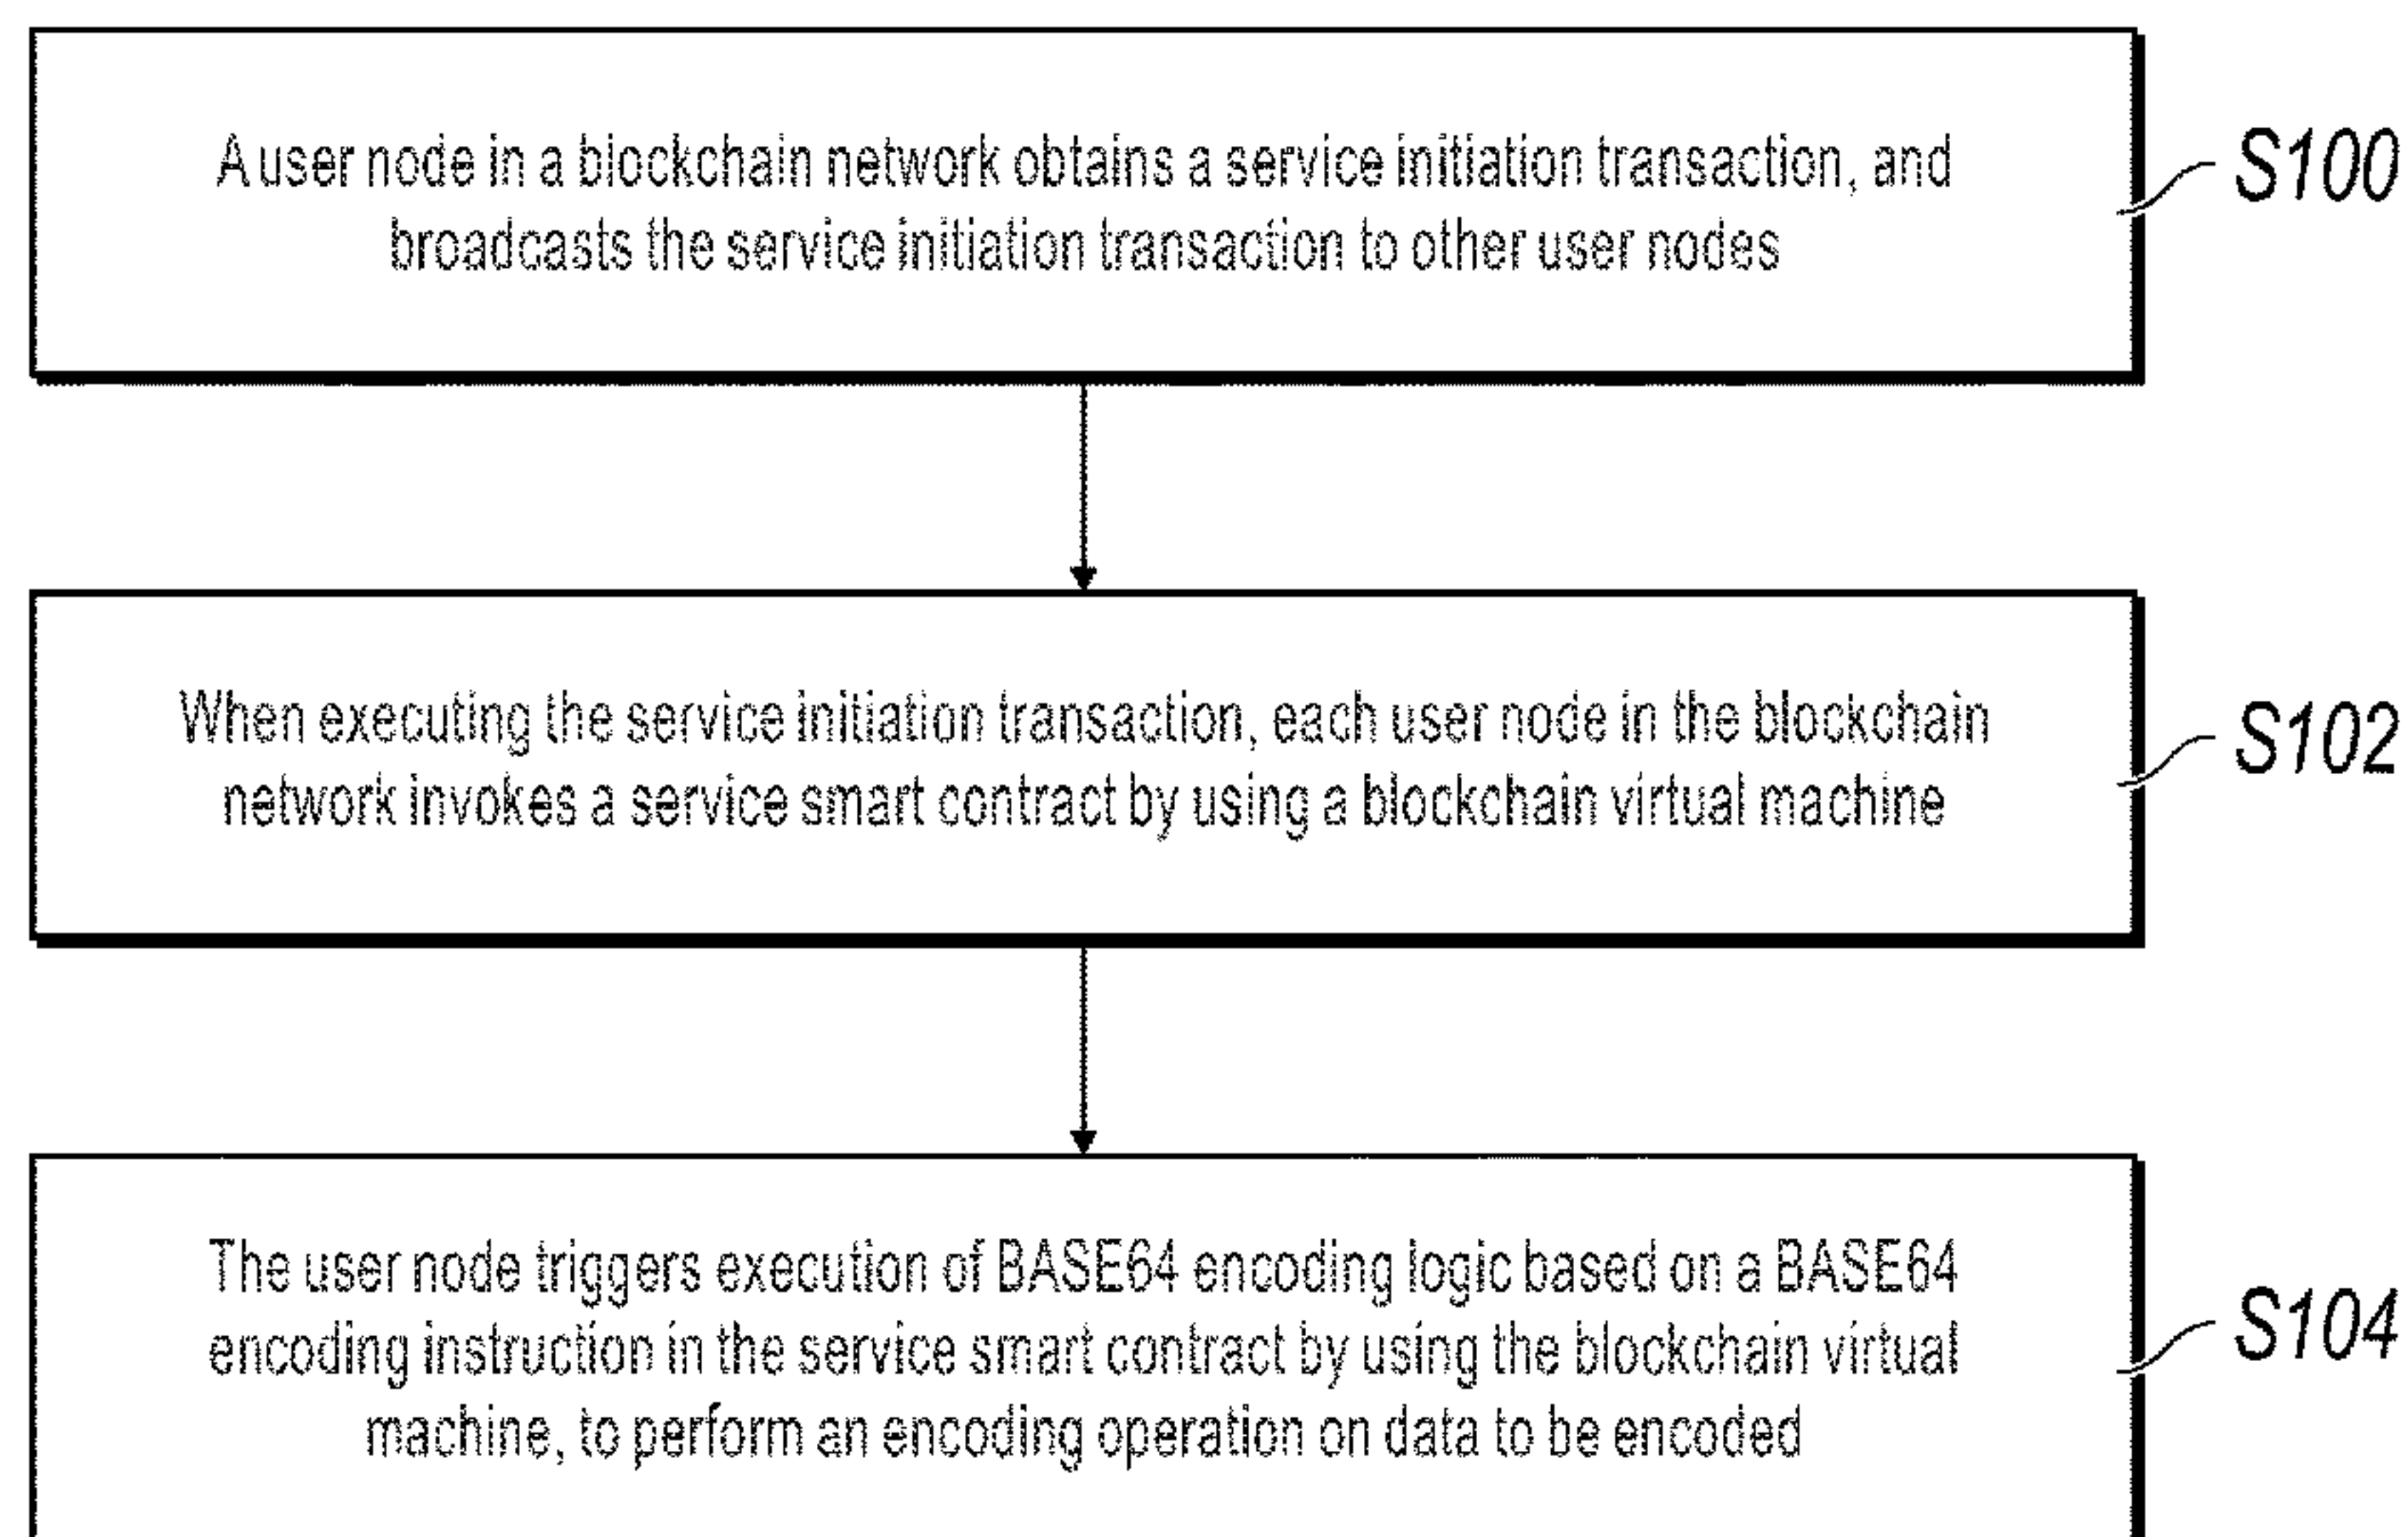 A user node in a blockchain network obtains a service initiation transaction, and
broadcasts the service initiation transaction to other user nodes
S100
When executing the service initiation transaction, each user node in the blockchain
network invokes a service smart contract by using a blockchain virtual machine
S102
The user node triggers execution of BASE64 encoding logic based on a BASE64
encoding instruction in the service smart contract by using the blockchain virtual
machine, to perform an encoding operation on data to be encoded
S104